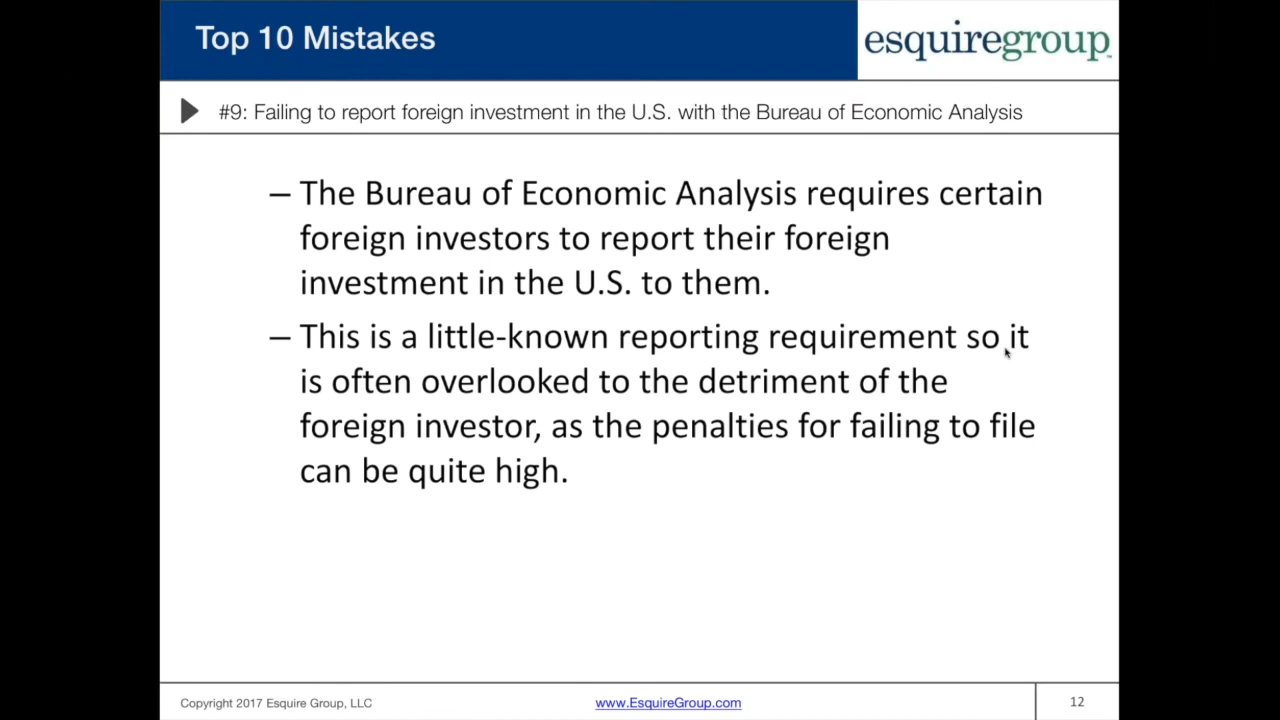 Top 10 Mistakes
esquiregroup™
#9: Failing to report foreign investment in the U.S. with the Bureau of Economic Analysis
– The Bureau of Economic Analysis requires certain
foreign investors to report their foreign
investment in the U.S. to them.
– This is a little-known reporting requirement so it
is often overlooked to the detriment of the
foreign investor, as the penalties for failing to file
can be quite high.
Copyright 2017 Esquire Group, LLC
www.EsquireGroup.com
12